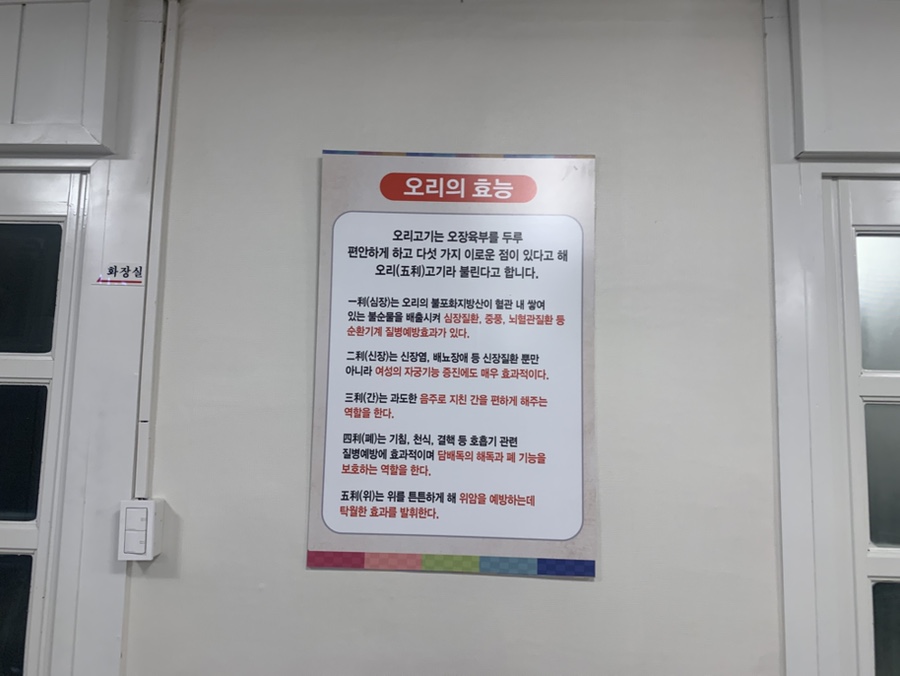 오리의 효능
오리고기는 오장육부를 두루
편안하게 하고 다섯 가지 이로운 점이 있다고 해
오리(五利)고기라 불린다고 합니다.
一利(심장)는 오리의 불포화지방산이 혈관 내 쌓여
있는 불순물을 배출시켜 심장질환, 중풍, 뇌혈관질환 등
순환기계 질병예방효과가 있다.
二利(신장)는 신장염, 배뇨장애 등 신장질환 뿐만
아니라 여성의 자궁기능 증진에도 매우 효과적이다.
三利(간)는 과도한 음주로 지친 간을 편하게 해주는
역할을 한다.
四利(폐)는 기침, 천식, 결핵 등 호흡기 관련
질병예방에 효과적이며 담배독의 해독과 폐 기능을
보호하는 역할을 한다.
五利(위)는 위를 튼튼하게 해 위암을 예방하는데
탁월한 효과를 발휘한다.
화장실